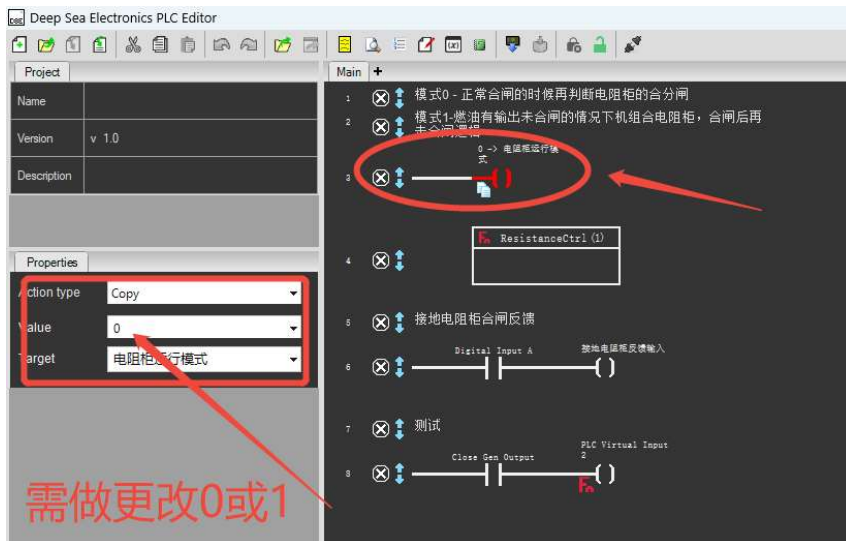 Deep Sea Electronics PLC Editor
Project
Name
Version v 1.0
Description
Properties
Action type Copy
Value 0
Target 电阻柜运行模式
需做更改0或1
Main +
1 模式0 - 正常合闸的时候再判断电阻柜的合分闸
2 模式1-燃油有输出未合闸的情况下机组合电阻柜，合闸后再
未合闸逻辑
0 -> 电阻柜运行模
式
3
4 Fn ResistanceCtrl (1)
5 接地电阻柜合闸反馈
Digital Input A 接地电阻柜反馈输入
6
7 测试
PLC Virtual Input
Close Gen Output 2
8 Fn